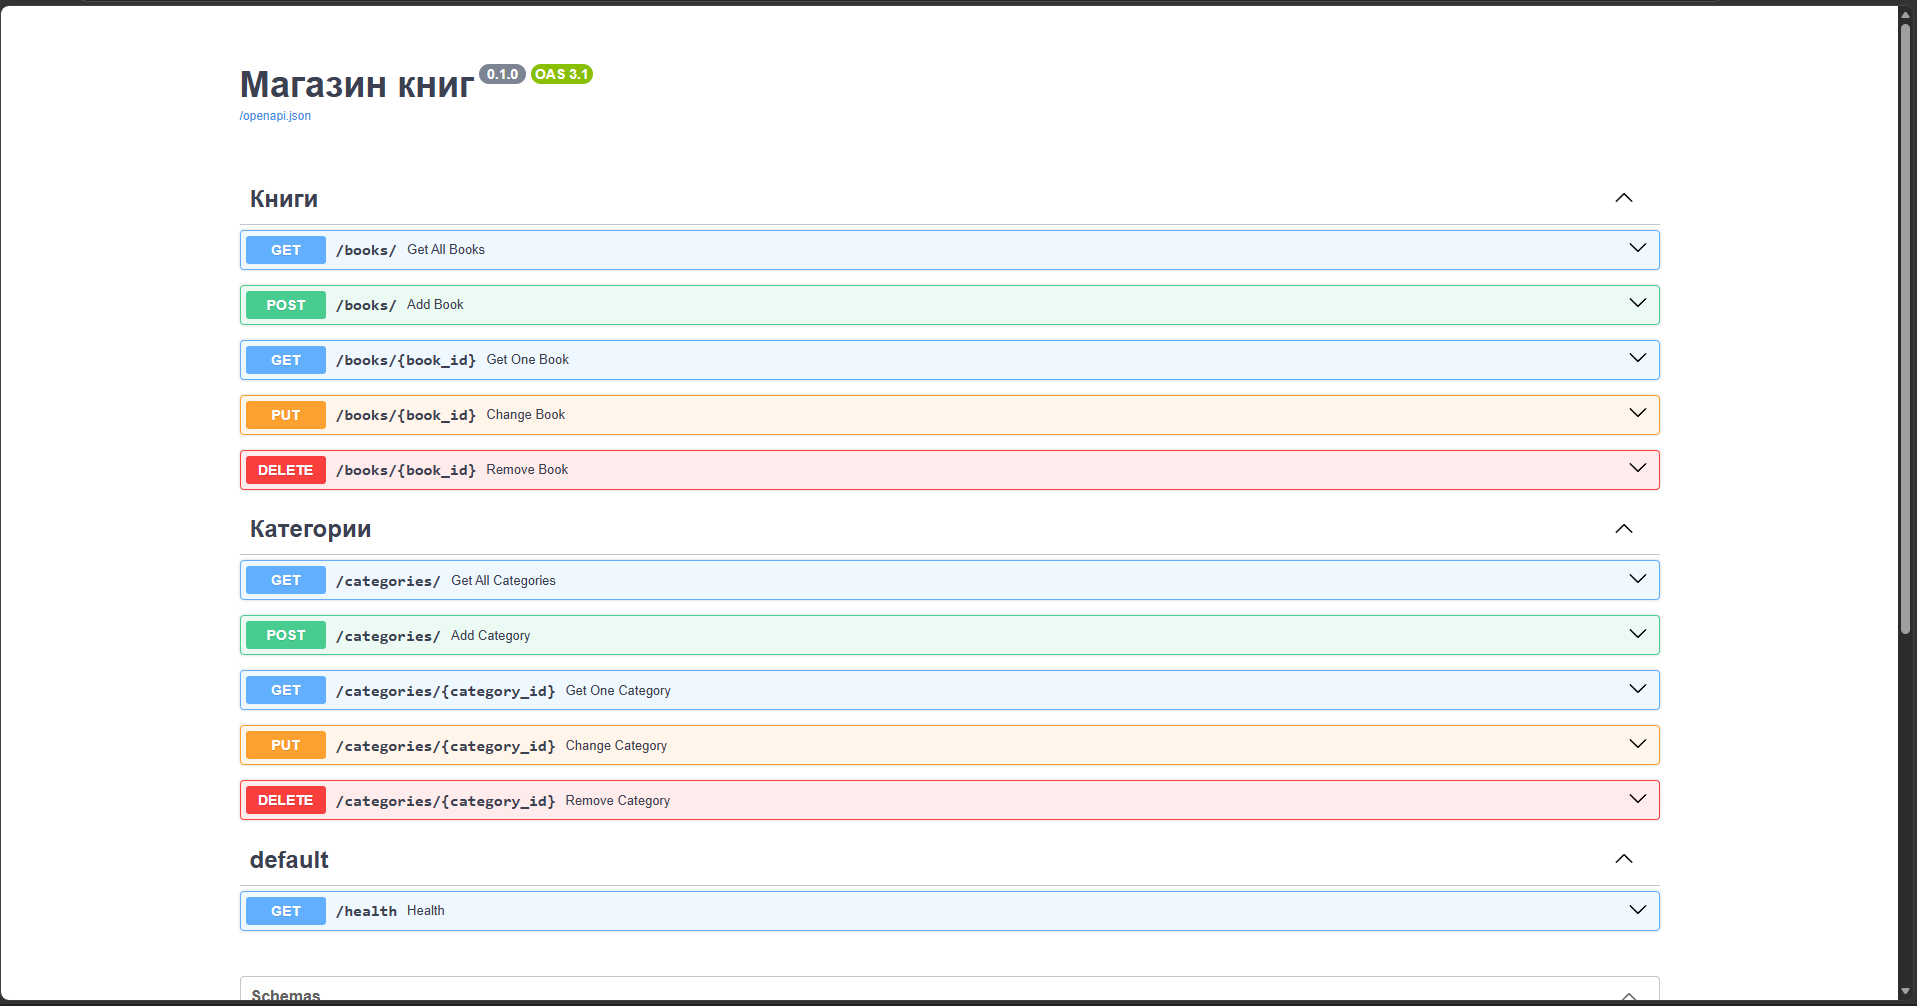 Магазин книг 0.1.0 OAS 3.1
/openapi.json
Книги
GET /books/ Get All Books
POST /books/ Add Book
GET /books/{book_id} Get One Book
PUT /books/{book_id} Change Book
DELETE /books/{book_id} Remove Book
Категории
GET /categories/ Get All Categories
POST /categories/ Add Category
GET /categories/{category_id} Get One Category
PUT /categories/{category_id} Change Category
DELETE /categories/{category_id} Remove Category
default
GET /health Health
Schemas